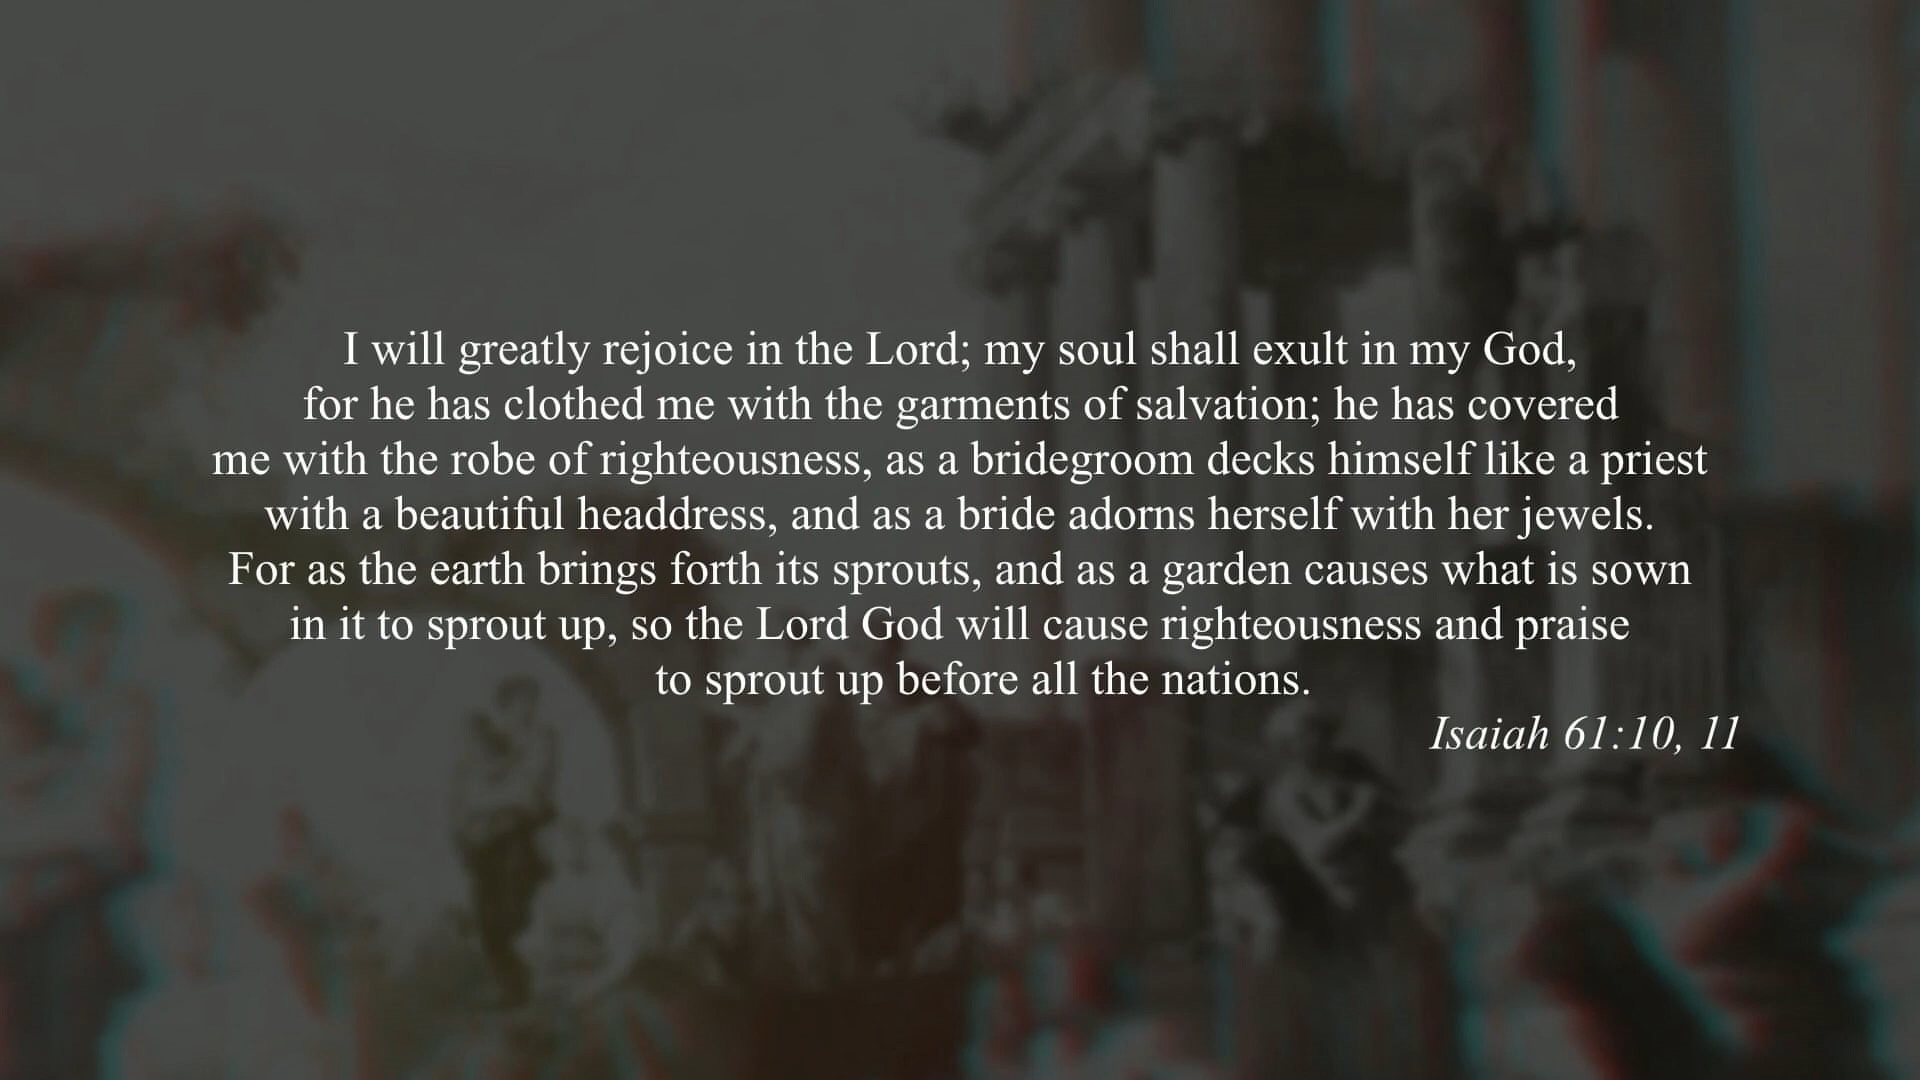 I will greatly rejoice in the Lord; my soul shall exult in my God,
for he has clothed me with the garments of salvation; he has covered
me with the robe of righteousness, as a bridegroom decks himself like a priest
with a beautiful headdress, and as a bride adorns herself with her jewels.
For as the earth brings forth its sprouts, and as a garden causes what is sown
in it to sprout up, so the Lord God will cause righteousness and praise
to sprout up before all the nations.
Isaiah 61:10, 11